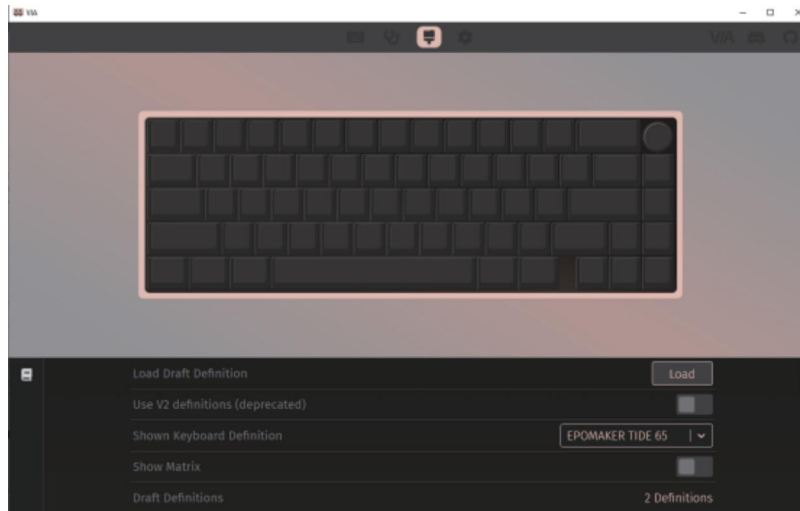 VIA
VIA
Load Draft Definition
Load
Use V2 definitions (deprecated)
Shown Keyboard Definition
EPOMAKER TIDE 65
Show Matrix
Draft Definitions
2 Definitions